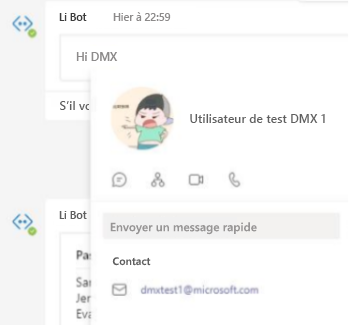 Li Bot Hier à 22:59
Hi DMX
S'il vo
Utilisateur de test DMX 1
Li Bot
Envoyer un message rapide
Pa
Contact
Sar
Jer
dmxtest1@microsoft.com
Eva